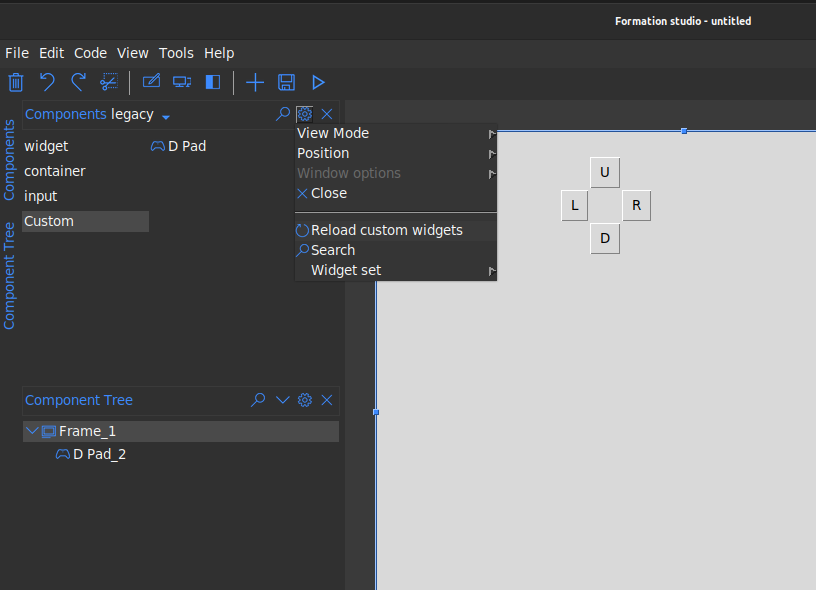 Formation studio - untitled
File Edit Code View Tools Help
Components legacy
Components
Component Tree
widget
container
input
Custom
D Pad
View Mode
Position
Window options
Close
Reload custom widgets
Search
Widget set
U
L R
D
Component Tree
Frame_1
D Pad_2